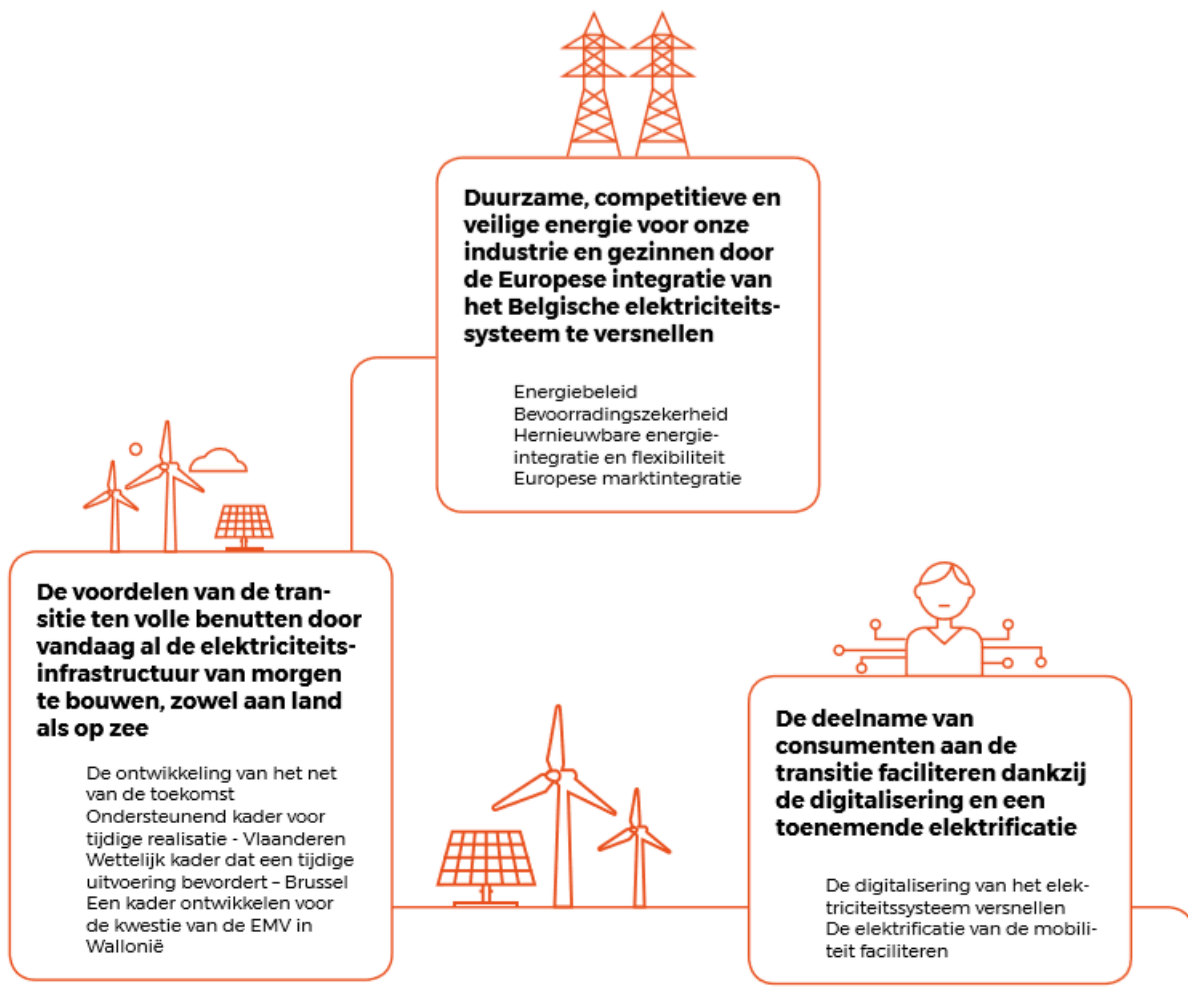 Duurzame, competitieve en
veilige energie voor onze
industrie en gezinnen door
de Europese integratie van
het Belgische elektriciteits-
systeem te versnellen
Energiebeleid
Bevoorradingszekerheid
Hernieuwbare energie-
integratie en flexibiliteit
Europese marktintegratie
De voordelen van de tran-
sitie ten volle benutten door
vandaag al de elektriciteits-
infrastructuur van morgen
te bouwen, zowel aan land
als op zee
De ontwikkeling van het net
van de toekomst
Ondersteunend kader voor
tijdige realisatie - Vlaanderen
Wettelijk kader dat een tijdige
uitvoering bevordert – Brussel
Een kader ontwikkelen voor
de kwestie van de EMV in
Wallonië
De deelname van
consumenten aan de
transitie faciliteren dankzij
de digitalisering en een
toenemende elektrificatie
De digitalisering van het elek-
triciteitssysteem versnellen
De elektrificatie van de mobili-
teit faciliteren